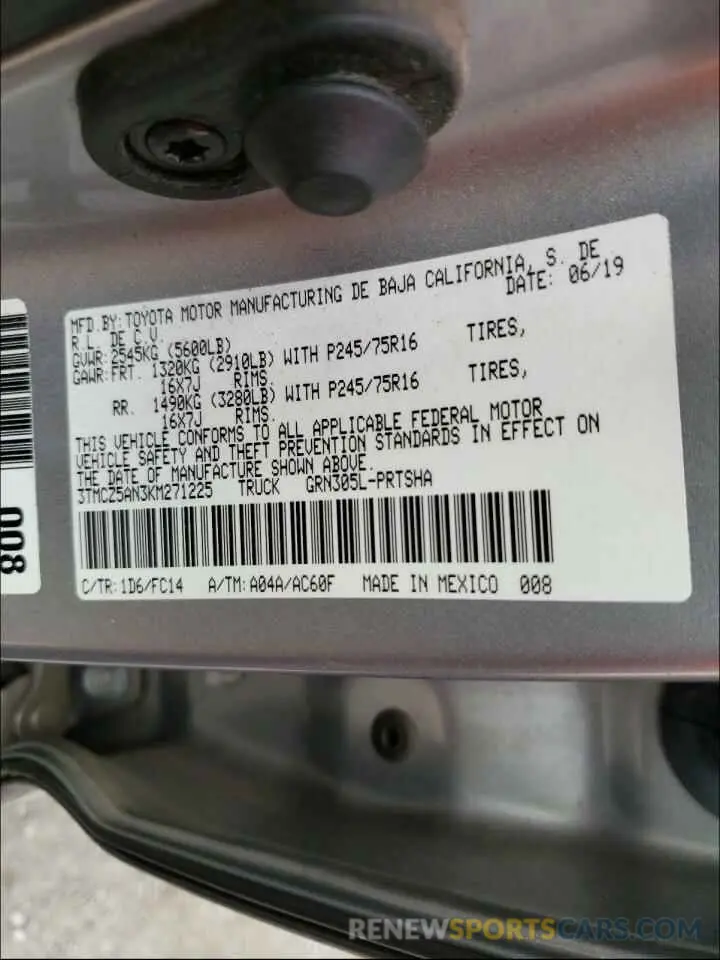 MFD.BY:TOYOTA MOTOR MANUFACTURING DE BAJA CALIFORNIA, S. DE
R.L. DE C.V. DATE: 06/19
GVWR:2545KG (5600LB)
GAWR:FRT. 1320KG (2910LB) WITH P245/75R16 TIRES,
16X7J RIMS.
RR. 1490KG (3280LB) WITH P245/75R16 TIRES,
16X7J RIMS.
THIS VEHICLE CONFORMS TO ALL APPLICABLE FEDERAL MOTOR
VEHICLE SAFETY AND THEFT PREVENTION STANDARDS IN EFFECT ON
THE DATE OF MANUFACTURE SHOWN ABOVE.
3TMCZ5AN3KM271225 TRUCK GRN305L-PRTSHA
C/TR:1D6/FC14 A/TM:A04A/AC60F MADE IN MEXICO 008
008
RENEWSPORTSCARS.COM